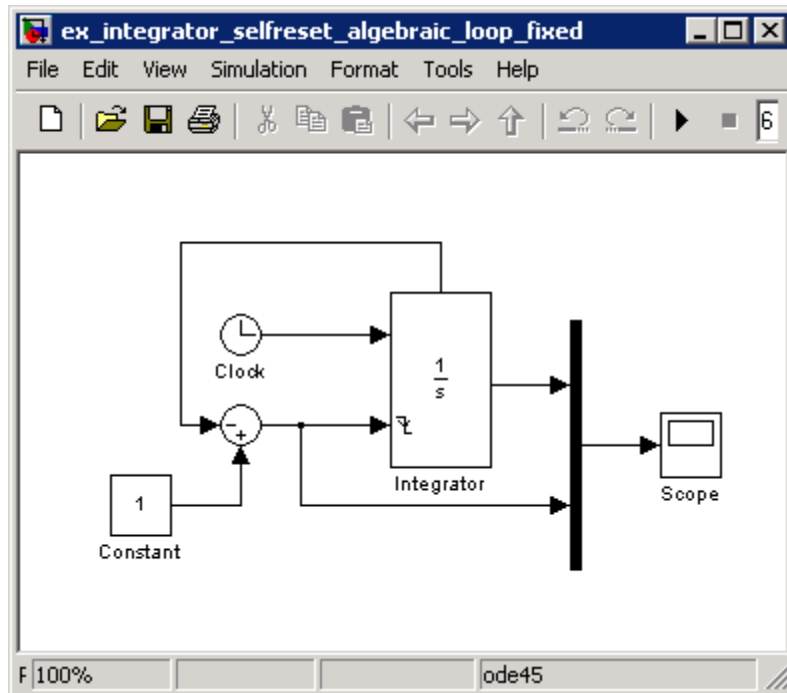 ex_integrator_selfreset_algebraic_loop_fixed
File Edit View Simulation Format Tools Help
6
Clock
1
s
-
+
Integrator
1
Constant
Scope
F 100% ode45